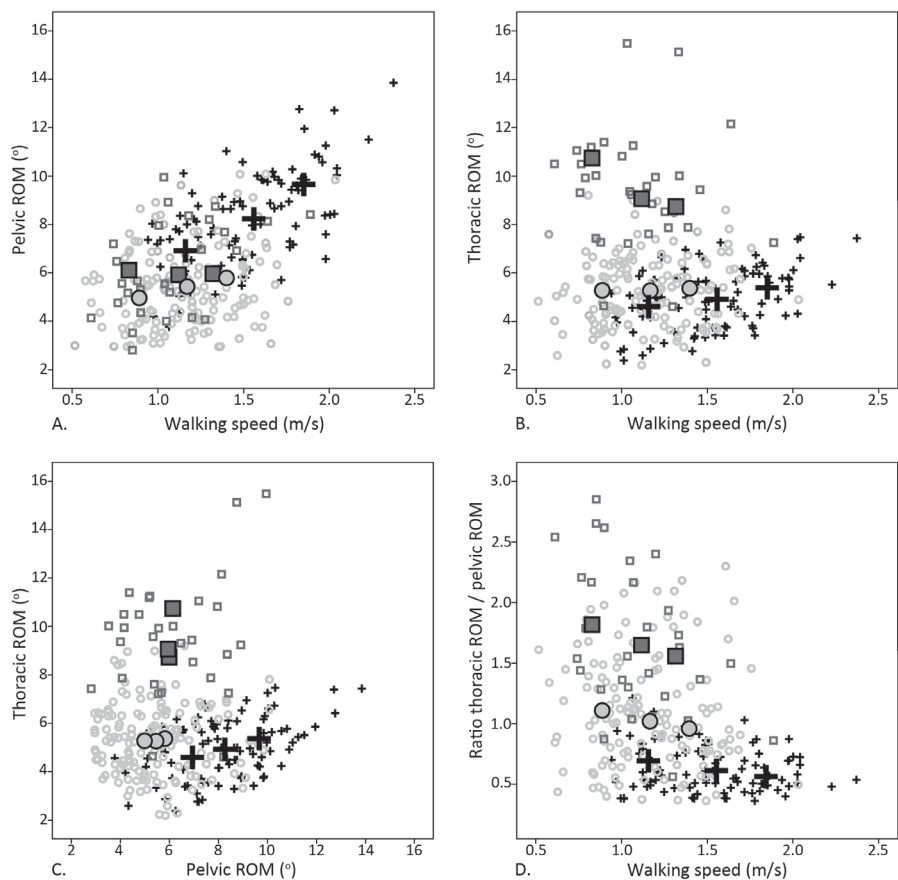 16
14
12
10
8
6
4
2
Pelvic ROM (°)
0.5 1.0 1.5 2.0 2.5
A. Walking speed (m/s)
16
14
12
10
8
6
4
2
Thoracic ROM (°)
0.5 1.0 1.5 2.0 2.5
B. Walking speed (m/s)
16
14
12
10
8
6
4
2
Thoracic ROM (°)
2 4 6 8 10 12 14 16
C. Pelvic ROM (°)
3.0
2.5
2.0
1.5
1.0
0.5
Ratio thoracic ROM / pelvic ROM
0.5 1.0 1.5 2.0 2.5
D. Walking speed (m/s)